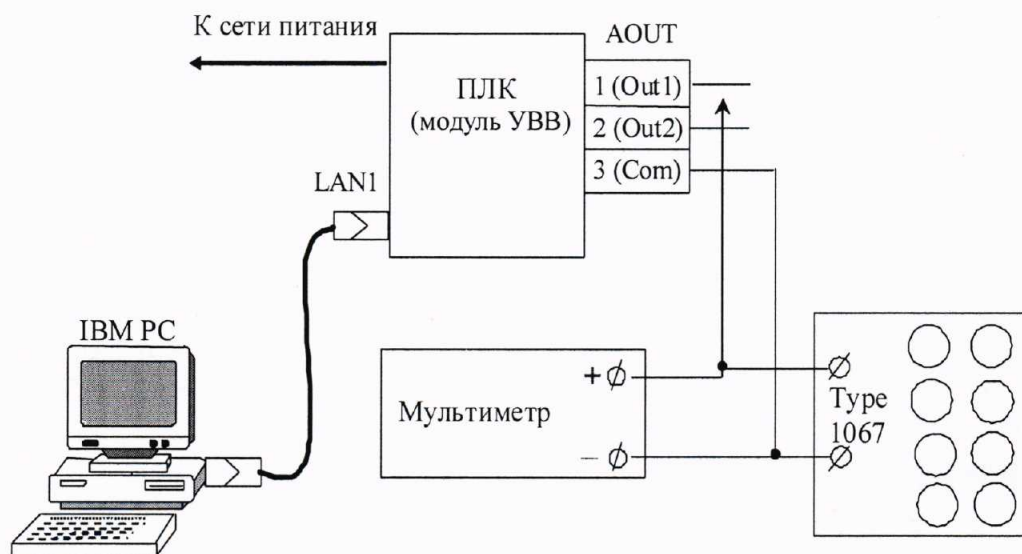 К сети питания
AOUT
ПЛК
(модуль УВВ)
1 (Out1)
2 (Out2)
3 (Com)
LAN1
IBM PC
Мультиметр
+
–
Type
1067